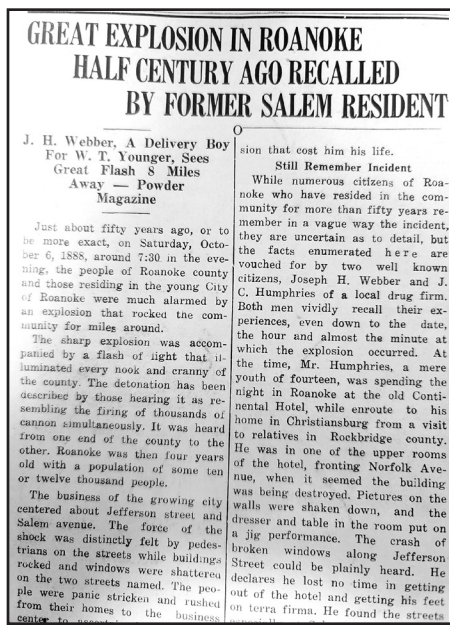 GREAT EXPLOSION IN ROANOKE
HALF CENTURY AGO RECALLED
BY FORMER SALEM RESIDENT
J. H. Webber, A Delivery Boy
For W. T. Younger, Sees
Great Flash 8 Miles
Away — Powder
Magazine
Just about fifty years ago, or to
be more exact, on Saturday, Octo-
ber 6, 1888, around 7:30 in the eve-
ning, the people of Roanoke county
and those residing in the young City
of Roanoke were much alarmed by
an explosion that rocked the com-
munity for miles around.
The sharp explosion was accom-
panied by a flash of light that il-
luminated every nook and cranny of
the county. The detonation has been
described by those hearing it as re-
sembling the firing of thousands of
cannon simultaneously. It was heard
from one end of the county to the
other. Roanoke was then four years
old with a population of some ten
or twelve thousand people.
The business of the growing city
centered about Jefferson street and
Salem avenue. The force of the
shock was distinctly felt by pedes-
trians on the streets while buildings
rocked and windows were shattered
on the two streets named. The peo-
ple were panic stricken and rushed
from their homes to the business
center to
sion that cost him his life.
Still Remember Incident
While numerous citizens of Roa-
noke who have resided in the com-
munity for more than fifty years re-
member in a vague way the incident,
they are uncertain as to detail, but
the facts enumerated here are
vouched for by two well known
citizens, Joseph H. Webber and J.
C. Humphries of a local drug firm.
Both men vividly recall their ex-
periences, even down to the date,
the hour and almost the minute at
which the explosion occurred. At
the time, Mr. Humphries, a mere
youth of fourteen, was spending the
night in Roanoke at the old Conti-
nental Hotel, while enroute to his
home in Christiansburg from a visit
to relatives in Rockbridge county.
He was in one of the upper rooms
of the hotel, fronting Norfolk Ave-
nue, when it seemed the building
was being destroyed. Pictures on the
walls were shaken down, and the
dresser and table in the room put on
a jig performance. The crash of
broken windows along Jefferson
Street could be plainly heard. He
declares he lost no time in getting
out of the hotel and getting his feet
on terra firma. He found the streets